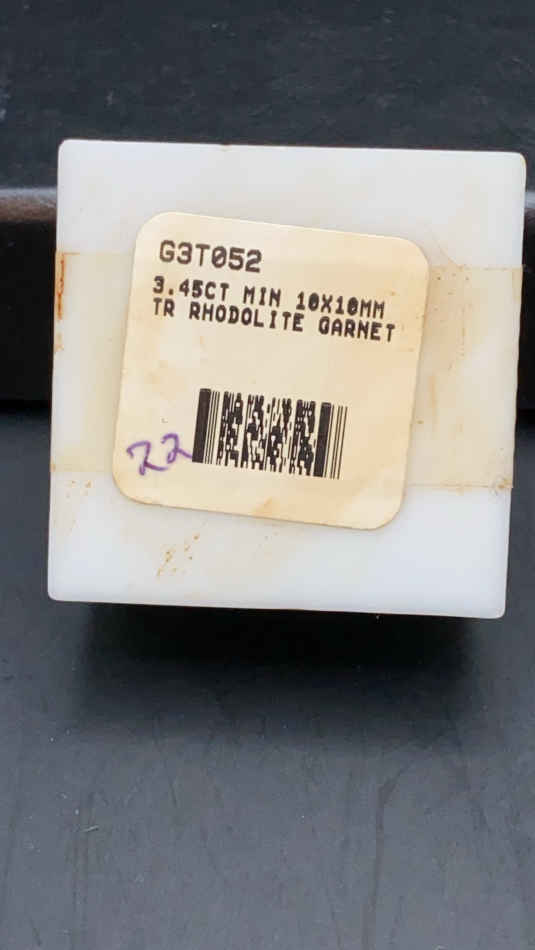 G3T052
3.45CT MIN 10X10MM
TR RHODOLITE GARNET
22